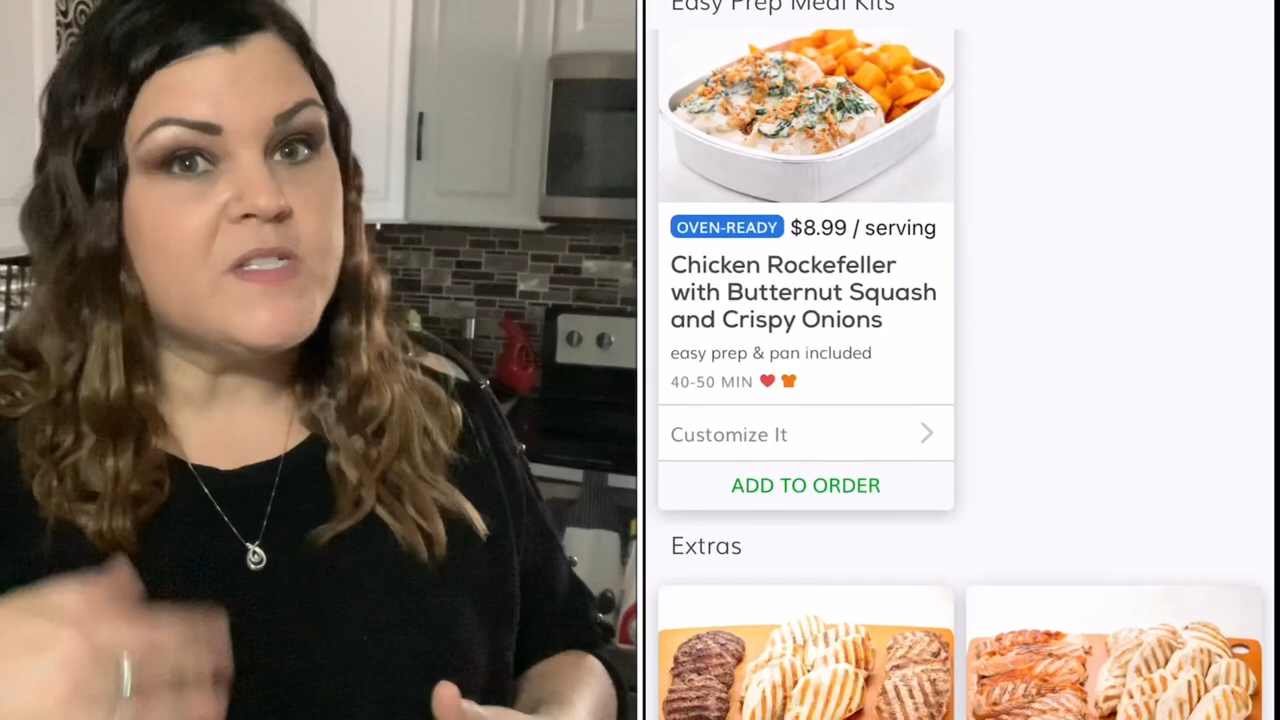 Easy Prep Meal Kits
OVEN-READY $8.99 / serving
Chicken Rockefeller
with Butternut Squash
and Crispy Onions
easy prep & pan included
40-50 MIN
Customize It
ADD TO ORDER
Extras